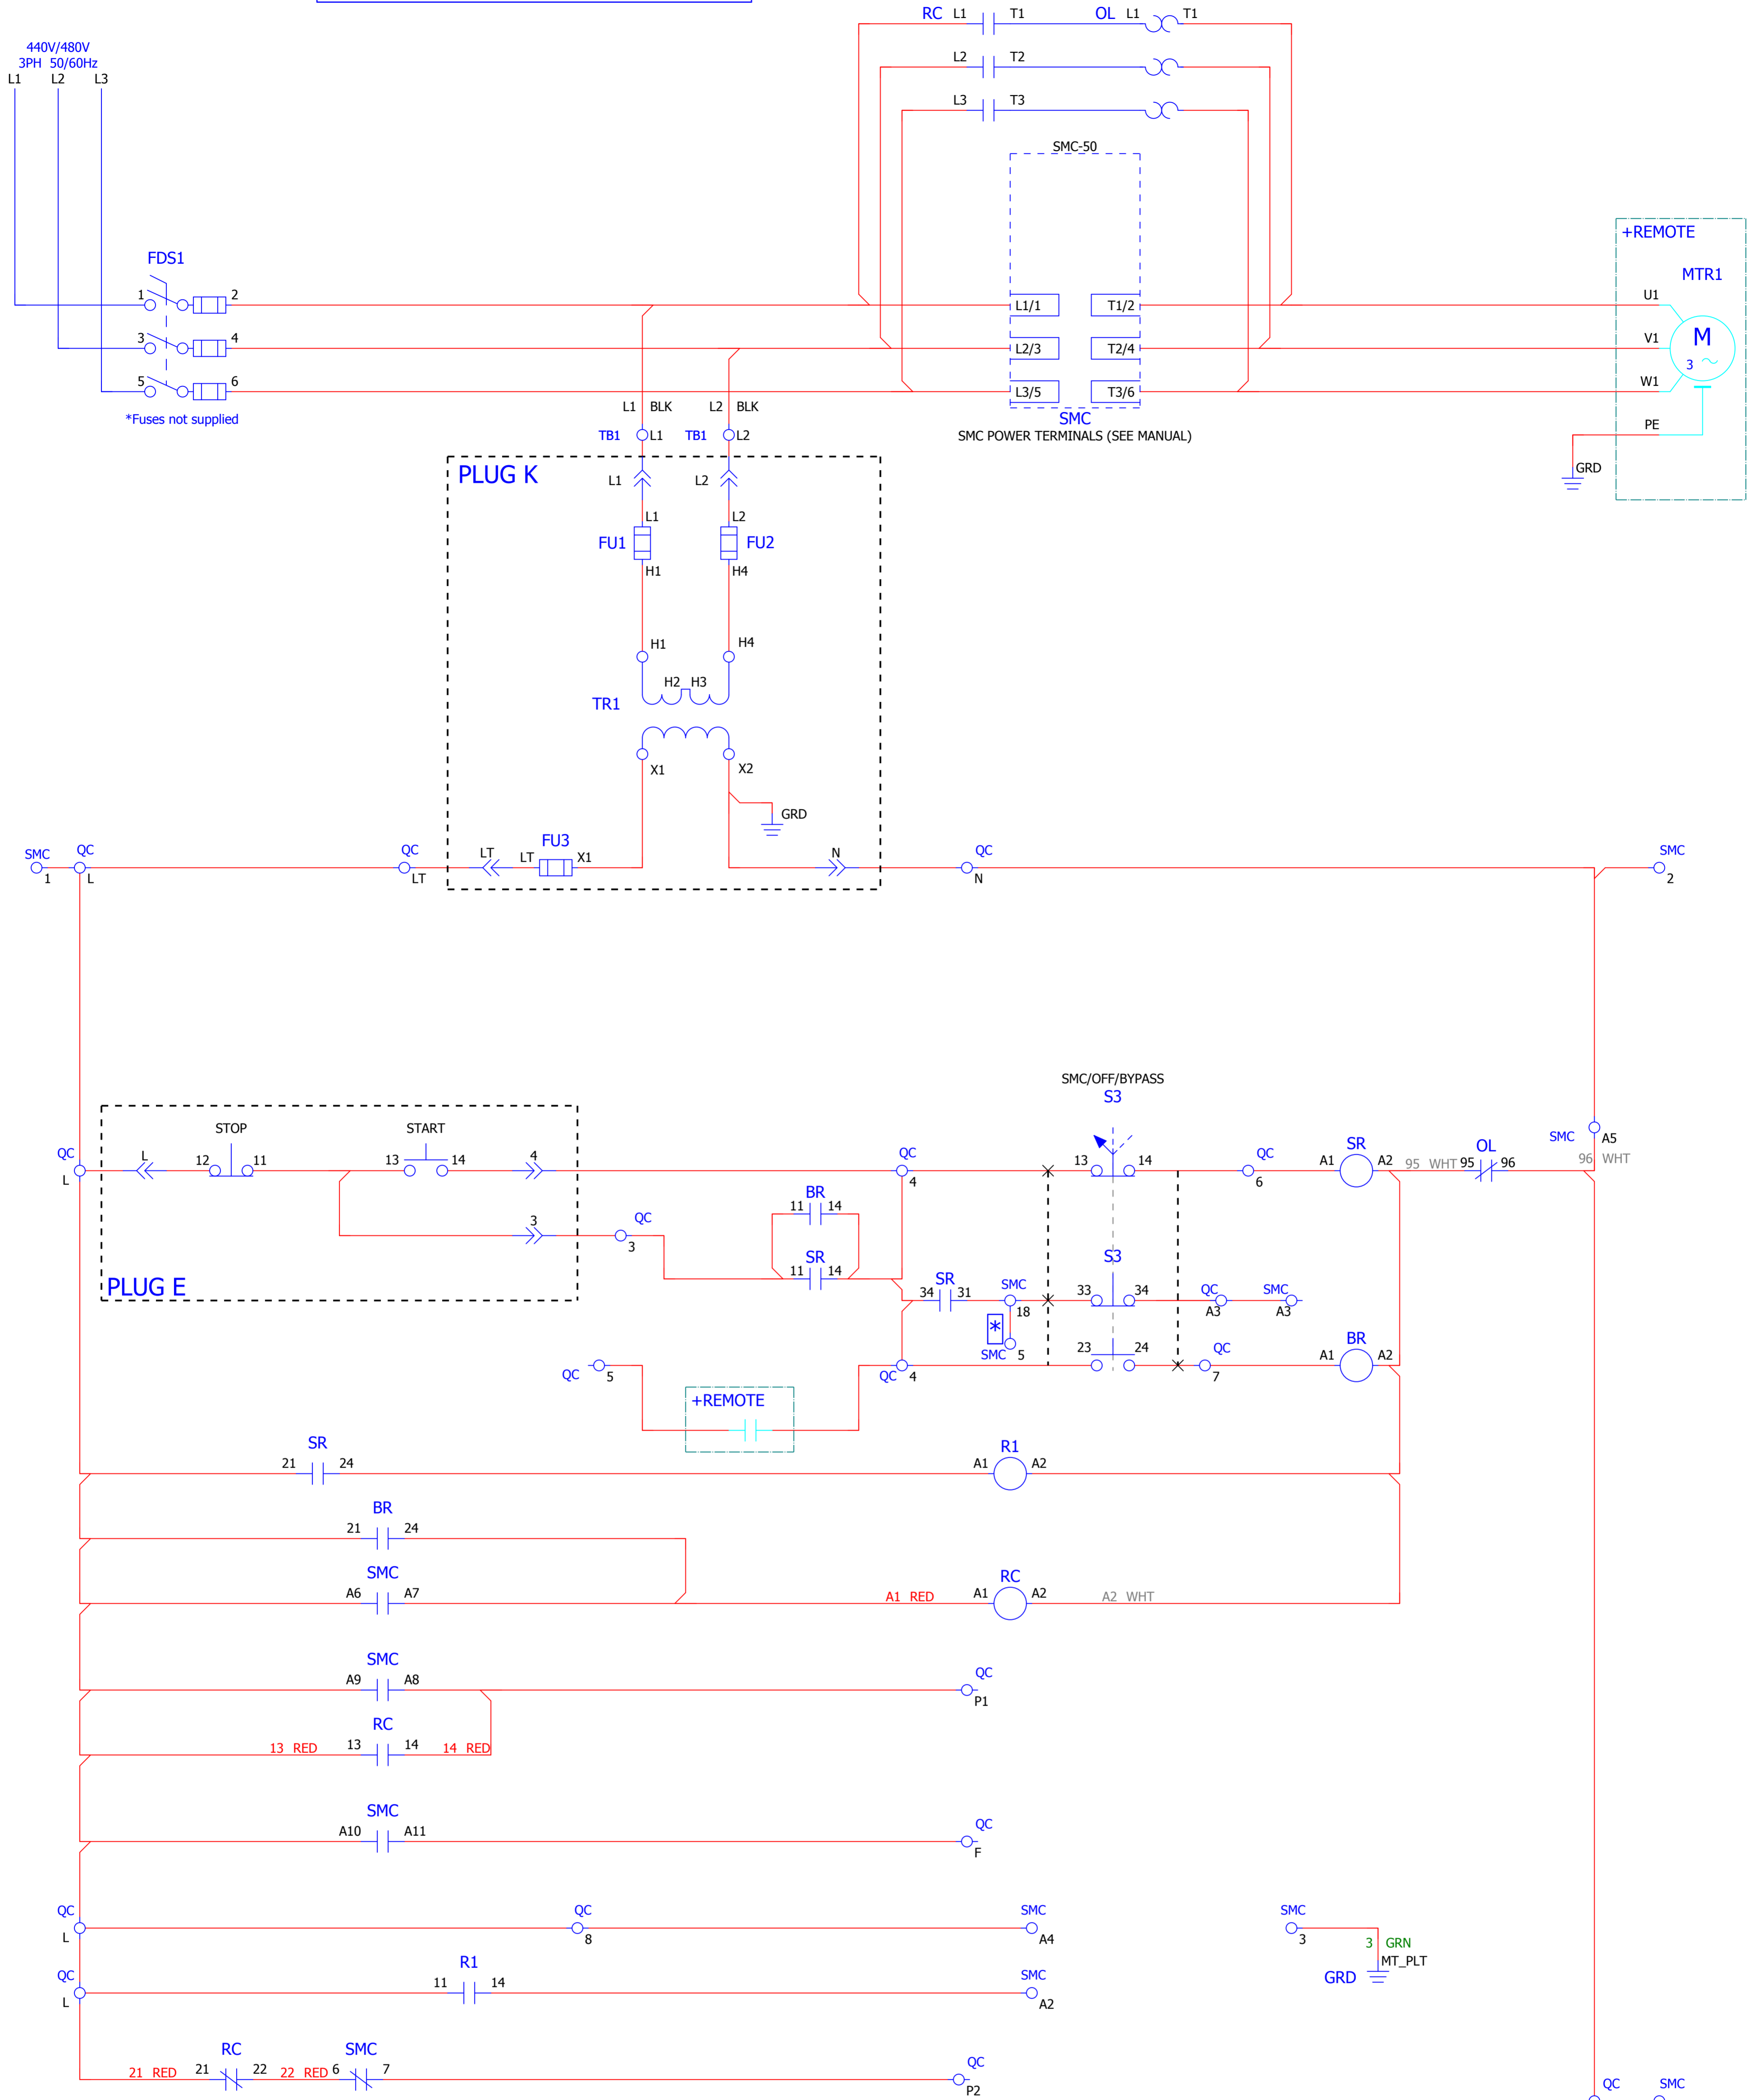 RC L1 T1 OL L1 T1
440V/480V
3PH 50/60Hz
L1 L2 L3
L2 T2
L3 T3
SMC-50
+REMOTE
FDS1
MTR1
1 2 L1/1 T1/2 U1
3 4 L2/3 T2/4 V1 M
3
5 6 L3/5 T3/6 W1
*Fuses not supplied
L1 BLK L2 BLK
SMC
SMC POWER TERMINALS (SEE MANUAL)
PE
TB1 L1 TB1 L2
GRD
PLUG K
L1 L2
L1 L2
FU1 FU2
H1 H4
H1 H4
H2 H3
TR1
X1 X2
GRD
FU3
SMC QC QC LT LT X1 N QC SMC
1 L LT N 2
SMC/OFF/BYPASS
S3
STOP START
SMC A5
QC L 12 11 13 14 4 QC 13 14 QC SR OL
L 4 6 A1 A2 95 WHT 95 96 96 WHT
BR
11 14
3 QC
3
SR S3
11 14
PLUG E
SR SMC QC SMC
34 31 18 33 34 A3 A3
*
SMC 5 23 24 QC BR
QC 5 QC 4 7 A1 A2
+REMOTE
SR R1
21 24 A1 A2
BR
21 24
SMC RC
A6 A7 A1 RED A1 A2 A2 WHT
SMC
A9 A8 QC
P1
RC
13 RED 13 14 14 RED
SMC
A10 A11 QC
F
QC QC SMC SMC
L 8 A4 3
3 GRN
MT_PLT
GRD
QC R1 SMC
L 11 14 A2
RC SMC
21 RED 21 22 22 RED 6 7 QC
P2
QC SMC